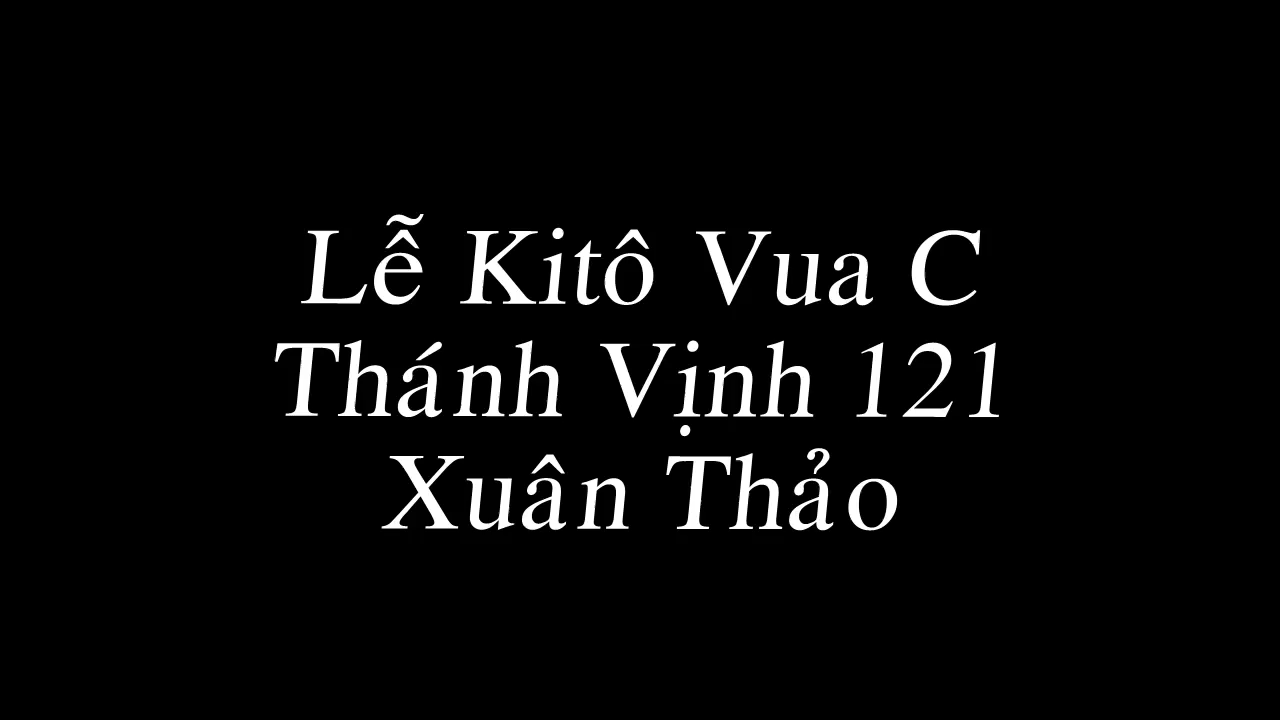 Lễ Kitô Vua C
Thánh Vịnh 121
Xuân Thảo